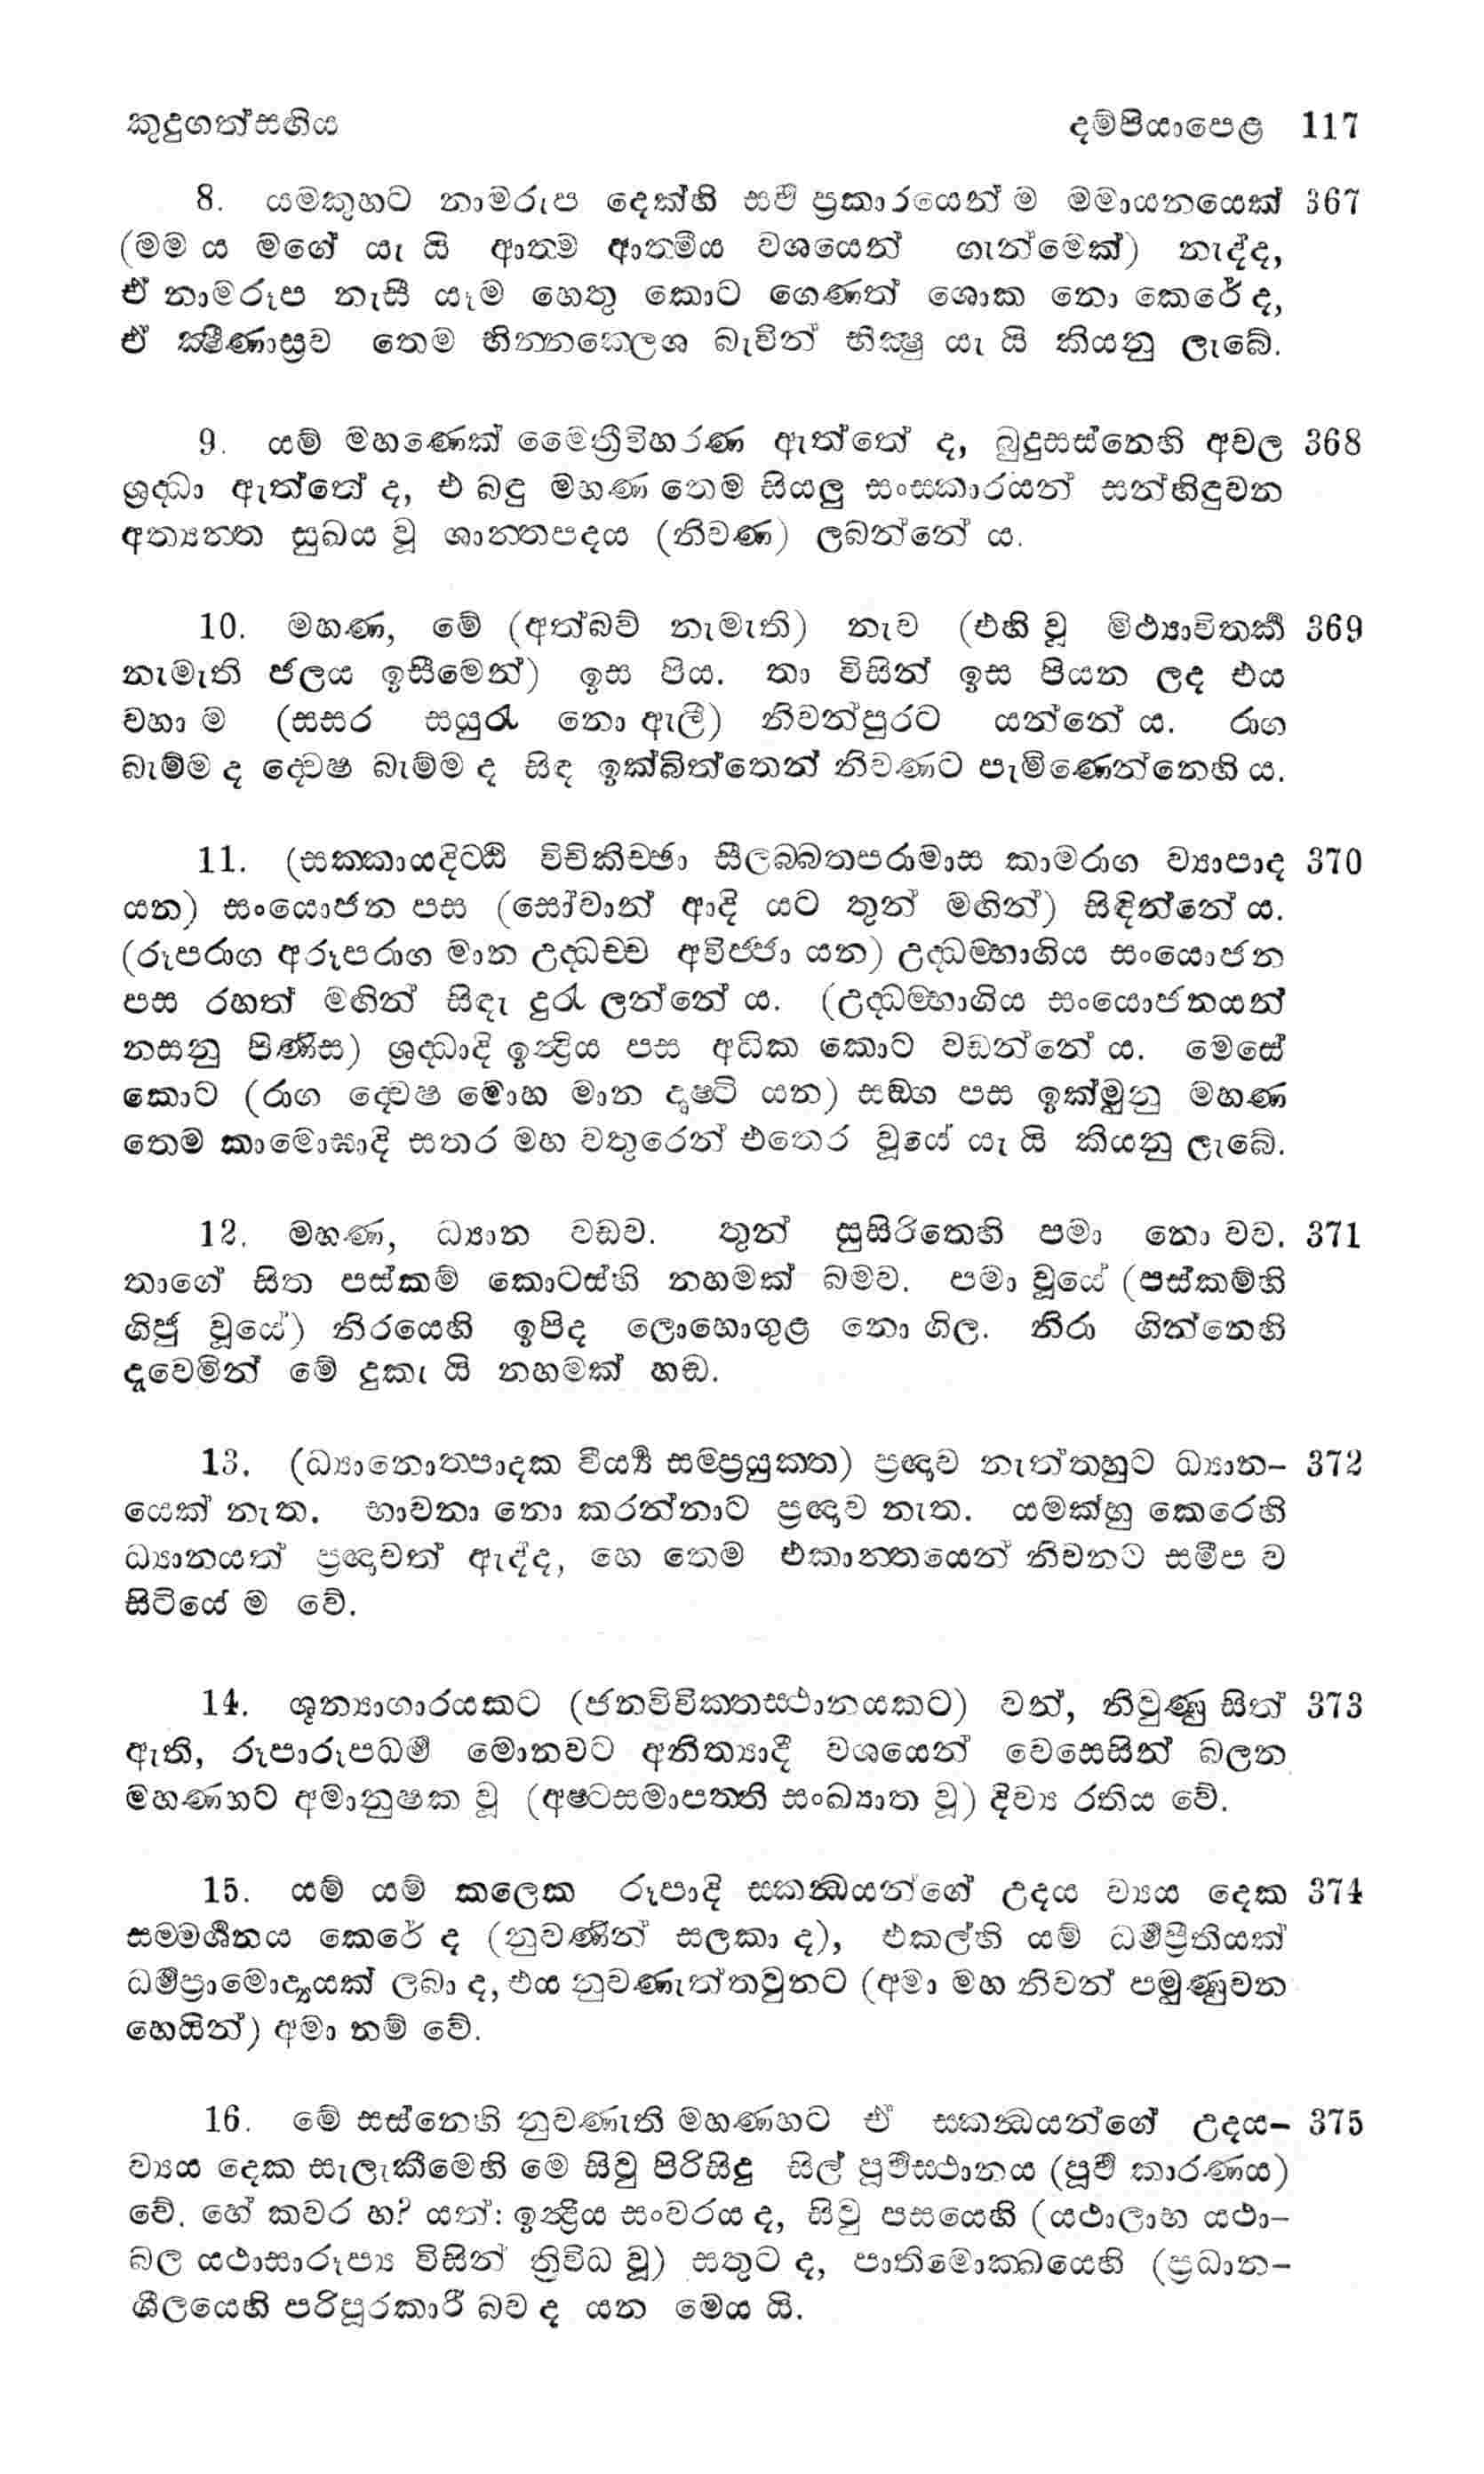 කුදුගත්සඟිය දම්පියාපෙළ 117
8. යමකුහට නාමරූප දෙක්හි සර්‍ව ප්‍රකාරයෙන් ම මමායනයෙක් 367
(මම ය මගේ යැ යි ආත්‍ම ආත්‍මීය වශයෙන් ගැන්මෙක්) නැද්ද,
ඒ නාමරූප නැසී යෑම හෙතු කොට ගෙණත් ශොක නො කෙරේ ද,
ඒ ක්‍ෂීණාස්‍රව තෙම භින්‍නක්ලෙශ බැවින් භික්‍ෂු යැ යි කියනු ලැබේ.
9. යම් මහණෙක් මෛත්‍රීවිහරණ ඇත්තේ ද, බුදුසස්නෙහි අචල 368
ශ්‍රද්‍ධා ඇත්තේ ද, එ බඳු මහණ තෙම සියලු සංස්කාරයන් සන්හිඳුවන
අත්‍යන්ත සුඛය වූ ශාන්තපදය (නිවණ) ලබන්නේ ය.
10. මහණ, මේ (අත්බව් නැමැති) නැව (එහි වූ මිථ්‍යාවිතර්‍ක 369
නැමැති ජලය ඉසීමෙන්) ඉස පිය. තා විසින් ඉස පියන ලද එය
වහා ම (සසර සයුරැ නො ඇලී) නිවන්පුරට යන්නේ ය. රාග
බැම්ම ද ද්වෙෂ බැම්ම ද සිඳ ඉක්බිත්තෙන් නිවණට පැමිණෙන්නෙහි ය.
11. (සක්කායදිට්ඨි විචිකිච්ඡා සීලබ්බතපරාමාස කාමරාග ව්‍යාපාද 370
යන) සංයොජන පස (සෝවාන් ආදි යට තුන් මඟින්) සිඳින්නේ ය.
(රූපරාග අරූපරාග මාන උද්ධච්ච අවිජ්ජා යන) උද්ධම්භාගිය සංයොජන
පස රහත් මඟින් සිඳැ දුරැ ලන්නේ ය. (උද්ධම්භාගිය සංයොජනයන්
නසනු පිණිස) ශ්‍රද්‍ධාදි ඉන්‍ද්‍රිය පස අධික කොට වඩන්නේ ය. මෙසේ
කොට (රාග ද්වෙෂ මොහ මාන දෘෂ්ටි යන) සඞ්ග පස ඉක්මුනු මහණ
තෙම කාමොඝාදි සතර මහ වතුරෙන් එතෙර වූයේ යැ යි කියනු ලැබේ.
12. මහණ, ධ්‍යාන වඩව. තුන් සුසිරිතෙහි පමා නො වව. 371
තාගේ සිත පස්කම් කොටස්හි නහමක් බමව. පමා වූයේ (පස්කම්හි
ගිජු වූයේ) නිරයෙහි ඉපිද ලොහොගුළ නො ගිල. නිරා ගින්නෙහි
දැවෙමින් මේ දුකැ යි නහමක් හඬ.
13. (ධ්‍යානොත්පාදක වීර්‍ය්‍ය සම්ප්‍රයුක්ත) ප්‍රඥාව නැත්තහුට ධ්‍යාන- 372
යෙක් නැත. භාවනා නො කරන්නාට ප්‍රඥාව නැත. යමක්හු කෙරෙහි
ධ්‍යානයත් ප්‍රඥාවත් ඇද්ද, හෙ තෙම එකාන්තයෙන් නිවනට සමීප ව
සිටියේ ම වේ.
14. ශූන්‍යාගාරයකට (ජනවිවික්තස්ථානයකට) වන්, නිවුණු සිත් 373
ඇති, රූපාරූපධර්‍ම මොනවට අනිත්‍යාදී වශයෙන් වෙසෙසින් බලන
මහණහට අමානුෂක වූ (අෂ්ටසමාපත්ති සංඛ්‍යාත වූ) දිව්‍ය රතිය වේ.
15. යම් යම් කලෙක රූපාදි ස්කන්‍ධයන්ගේ උදය ව්‍යය දෙක 374
සම්මර්‍ශනය කෙරේ ද (නුවණින් සලකා ද), එකල්හි යම් ධර්‍මප්‍රීතියක්
ධර්‍මප්‍රාමොද්‍යයක් ලබා ද, එය නුවණැත්තවුනට (අමා මහ නිවන් පමුණුවන
හෙයින්) අමා නම් වේ.
16. මේ සස්නෙහි නුවණැති මහණහට ඒ ස්කන්‍ධයන්ගේ උදය- 375
ව්‍යය දෙක සැලැකීමෙහි මෙ සිවු පිරිසිදු සිල් පූර්‍වස්ථානය (පූර්‍ව කාරණය)
වේ. හේ කවර හ? යත්: ඉන්‍ද්‍රිය සංවරය ද, සිවු පසයෙහි (යථාලාභ යථා-
බල යථාසාරූප්‍ය විසින් ත්‍රිවිධ වූ) සතුට ද, පාතිමොක්ඛයෙහි (ප්‍රධාන-
ශීලයෙහි පරිපූරකාරී බව ද යන මෙය යි.